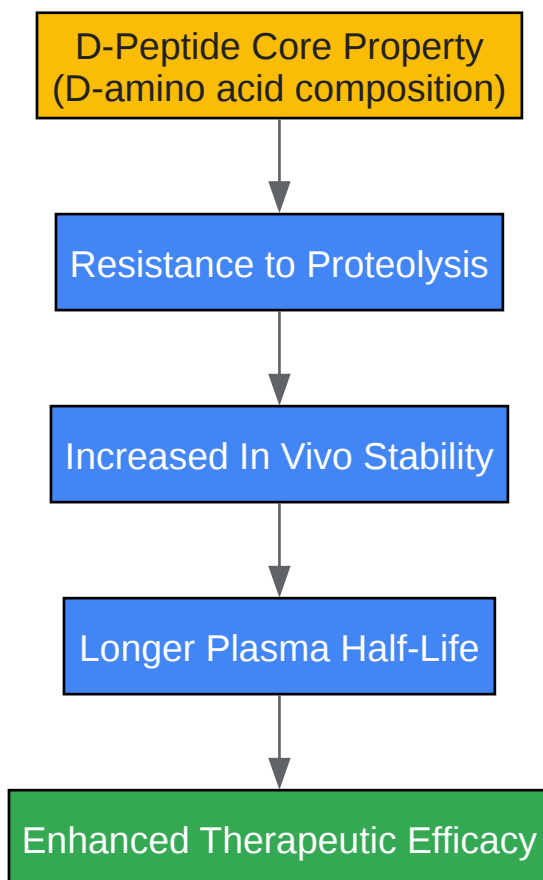 D-Peptide Core Property
(D-amino acid composition)
Resistance to Proteolysis
Increased In Vivo Stability
Longer Plasma Half-Life
Enhanced Therapeutic Efficacy